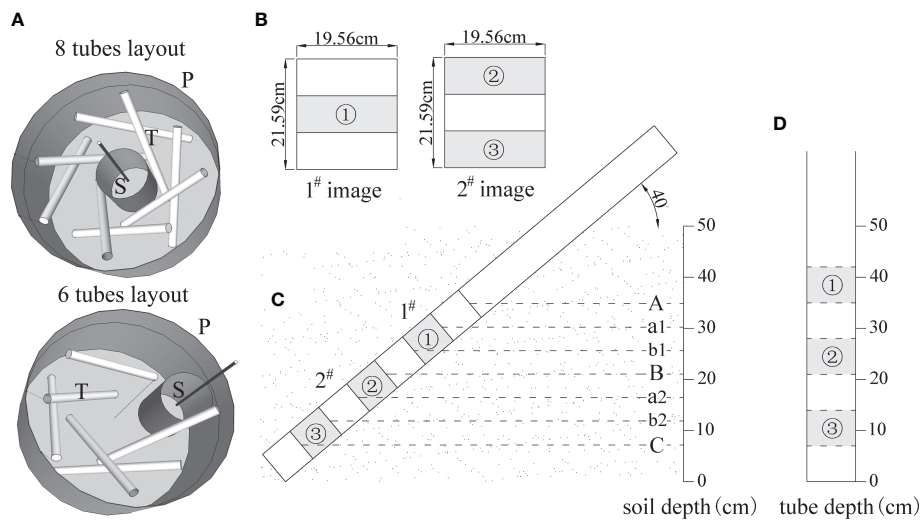 A
8 tubes layout
P
T
S
6 tubes layout
P
T
S
B
19.56cm
21.59cm
①
1# image
19.56cm
21.59cm
②
③
2# image
C
40
1#
①
2#
②
③
A
a1
b1
B
a2
b2
C
50
40
30
20
10
0
soil depth(cm)
D
50
40
30
20
10
0
①
②
③
tube depth(cm)